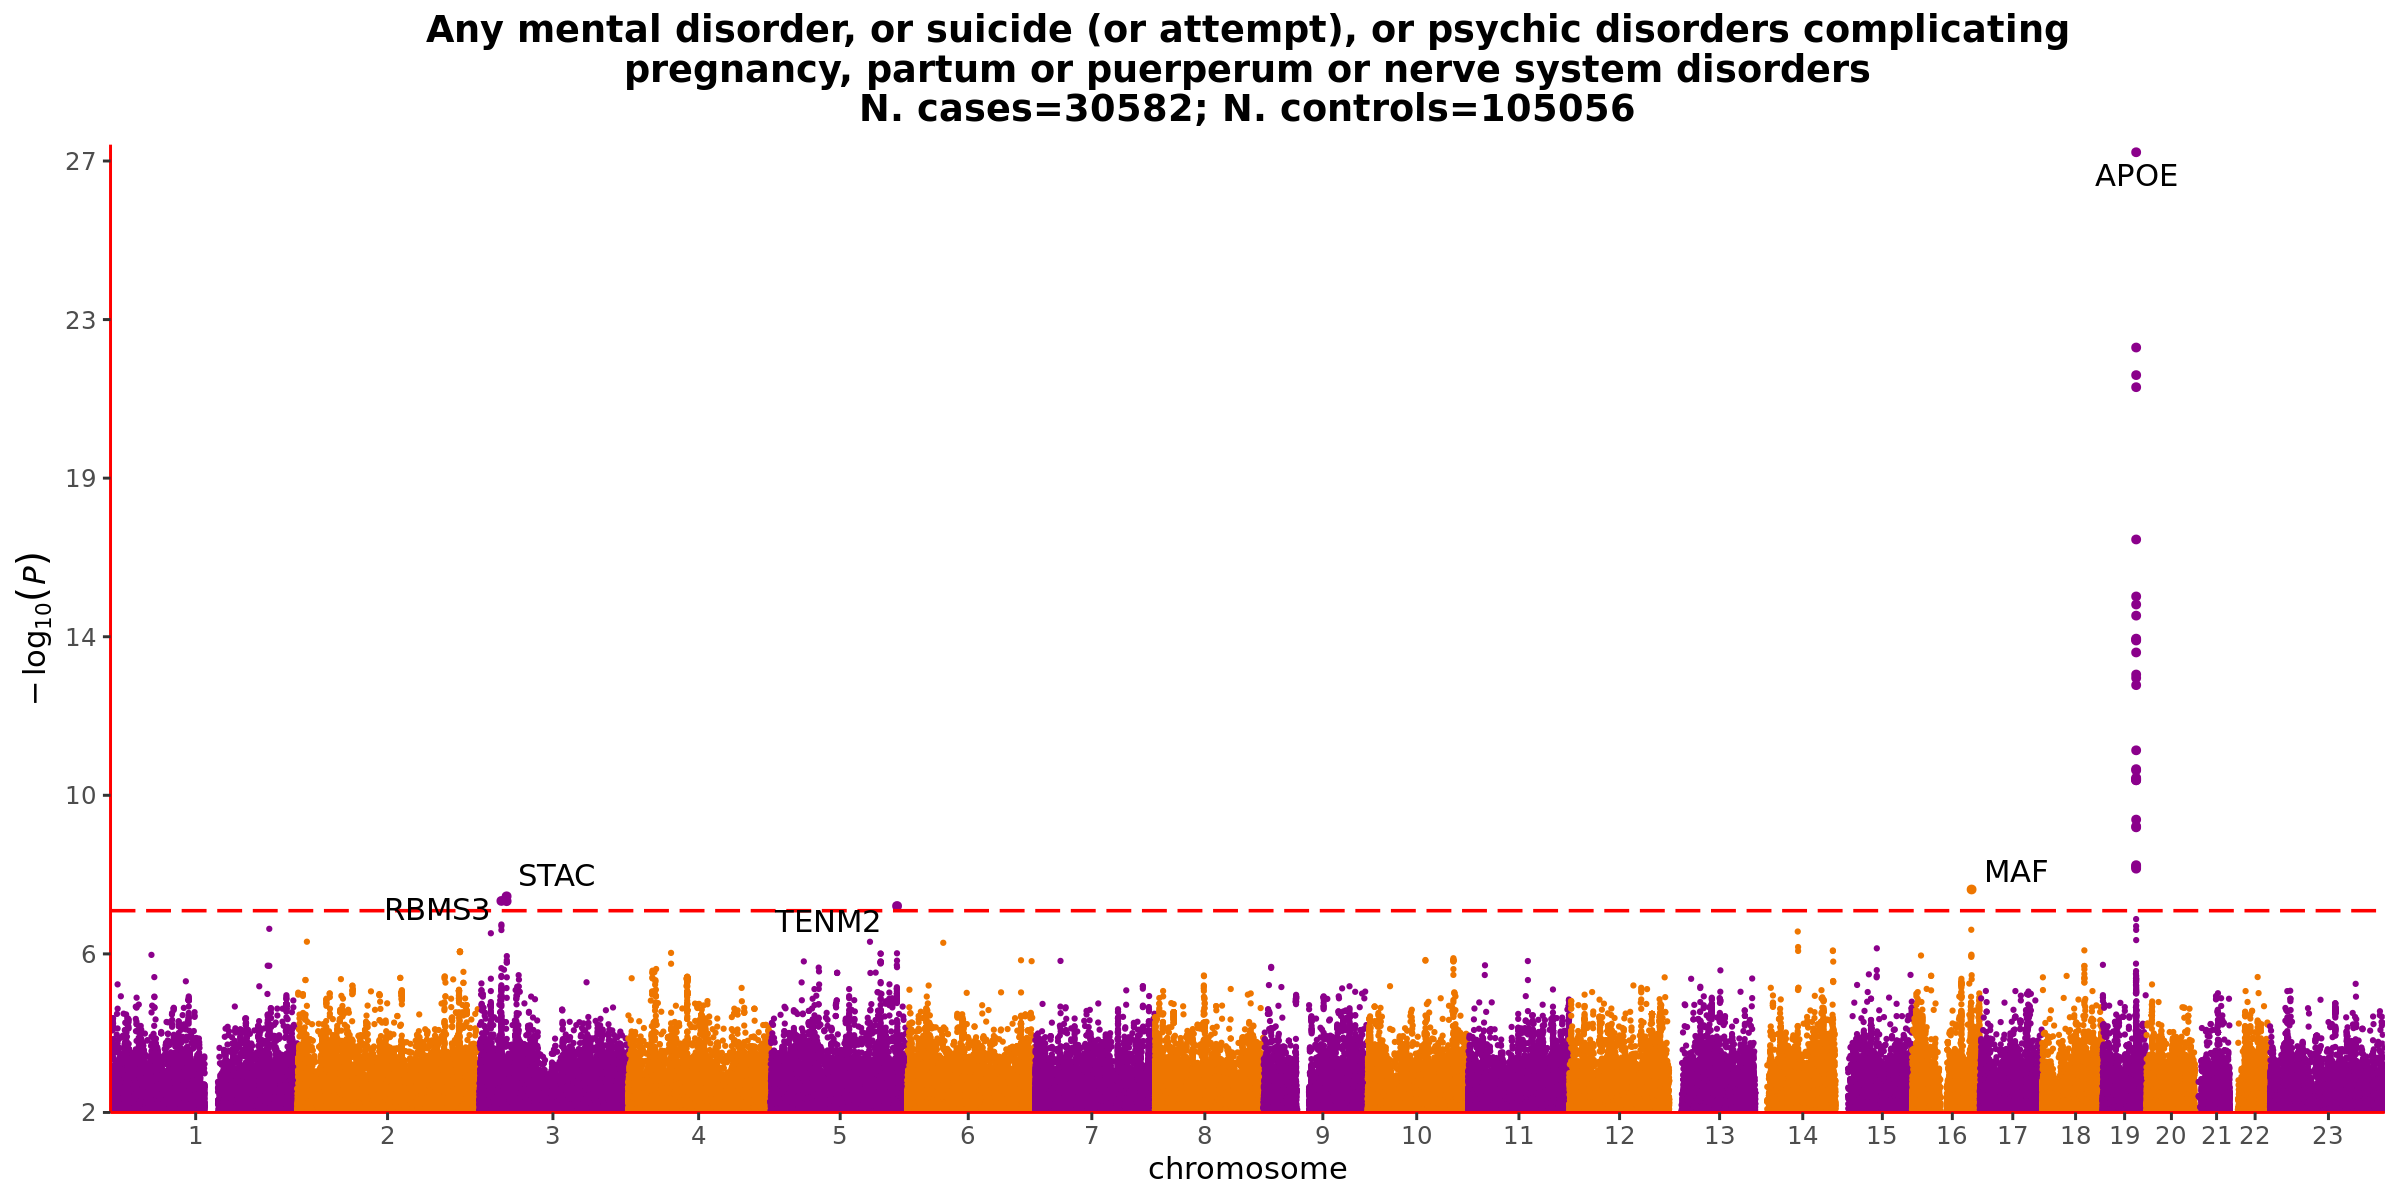 Any mental disorder, or suicide (or attempt), or psychic disorders complicating
pregnancy, partum or puerperum or nerve system disorders
N. cases=30582; N. controls=105056
27
APOE
23
19
−log10(P)
14
10
STAC
MAF
RBMS3
TENM2
6
2
1 2 3 4 5 6 7 8 9 10 11 12 13 14 15 16 17 18 19 20 21 22 23
chromosome